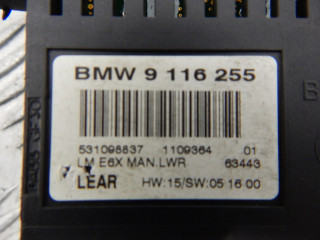 BMW 9 116 255
531098837 1109364 01
LM E6X MAN.LWR 63443
LEAR HW:15/SW:05 16 00
B